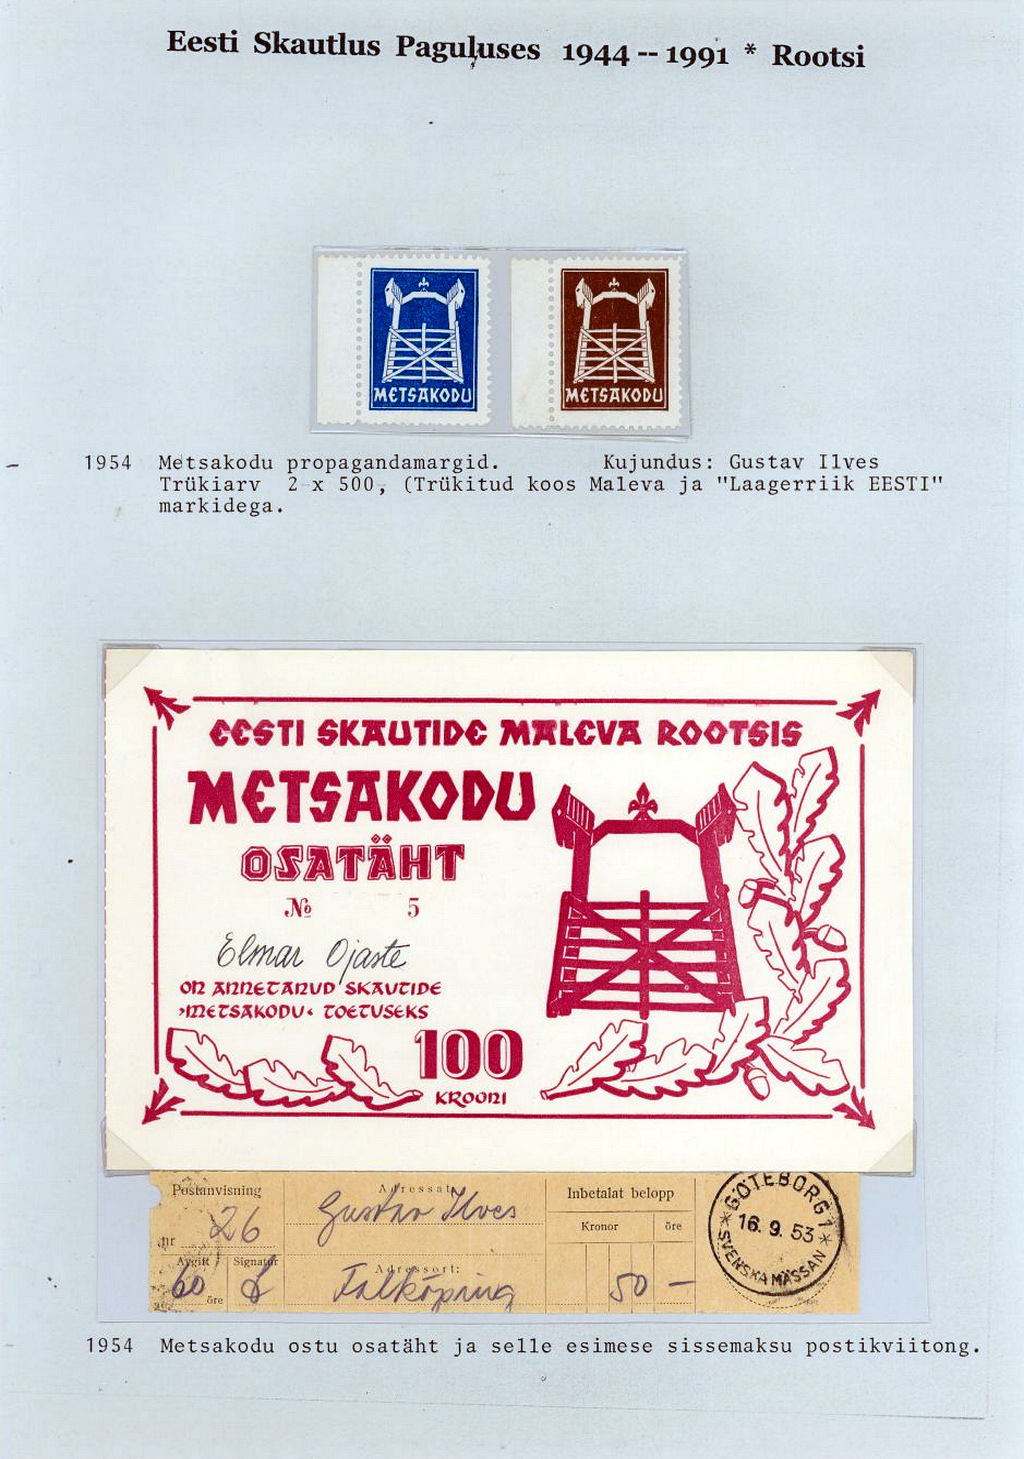 Eesti Skautlus Paguluses 1944--1991 * Rootsi
METSAKODU
METSAKODU
1954 Metsakodu propagandamargid. Kujundus: Gustav Ilves
Trükiarv 2 x 500, (Trükitud koos Maleva ja "Laagerriik EESTI"
markidega.
EESTI SKAUTIDE MALEVA ROOTSIS
METSAKODU
OSATÄHT
№ 5
Elmar Ojaste
ON ANNETANUD SKAUTIDE
›METSAKODU‹ TOETUSEKS
100
KROONI
Postanvisning
nr 26
Avgift
60 öre
Signatur
Adressat
Gustav Ilves
Adressort:
Falköping
Inbetalat belopp
Kronor öre
50 —
GÖTEBORG 1
16. 9. 53
* SVENSKA MÄSSAN *
1954 Metsakodu ostu osatäht ja selle esimese sissemaksu postikviitong.